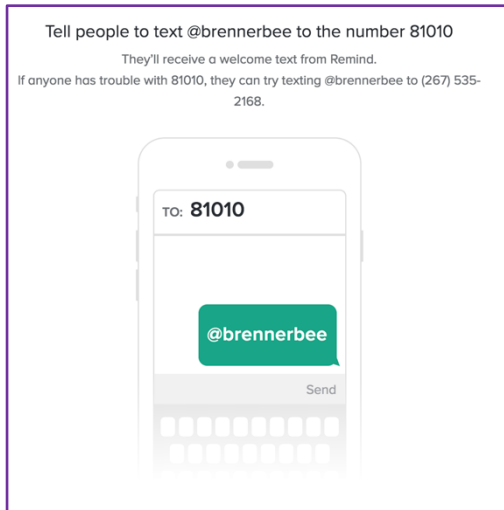 Tell people to text @brennerbee to the number 81010
They'll receive a welcome text from Remind.
If anyone has trouble with 81010, they can try texting @brennerbee to (267) 535-
2168.
TO: 81010
@brennerbee
Send